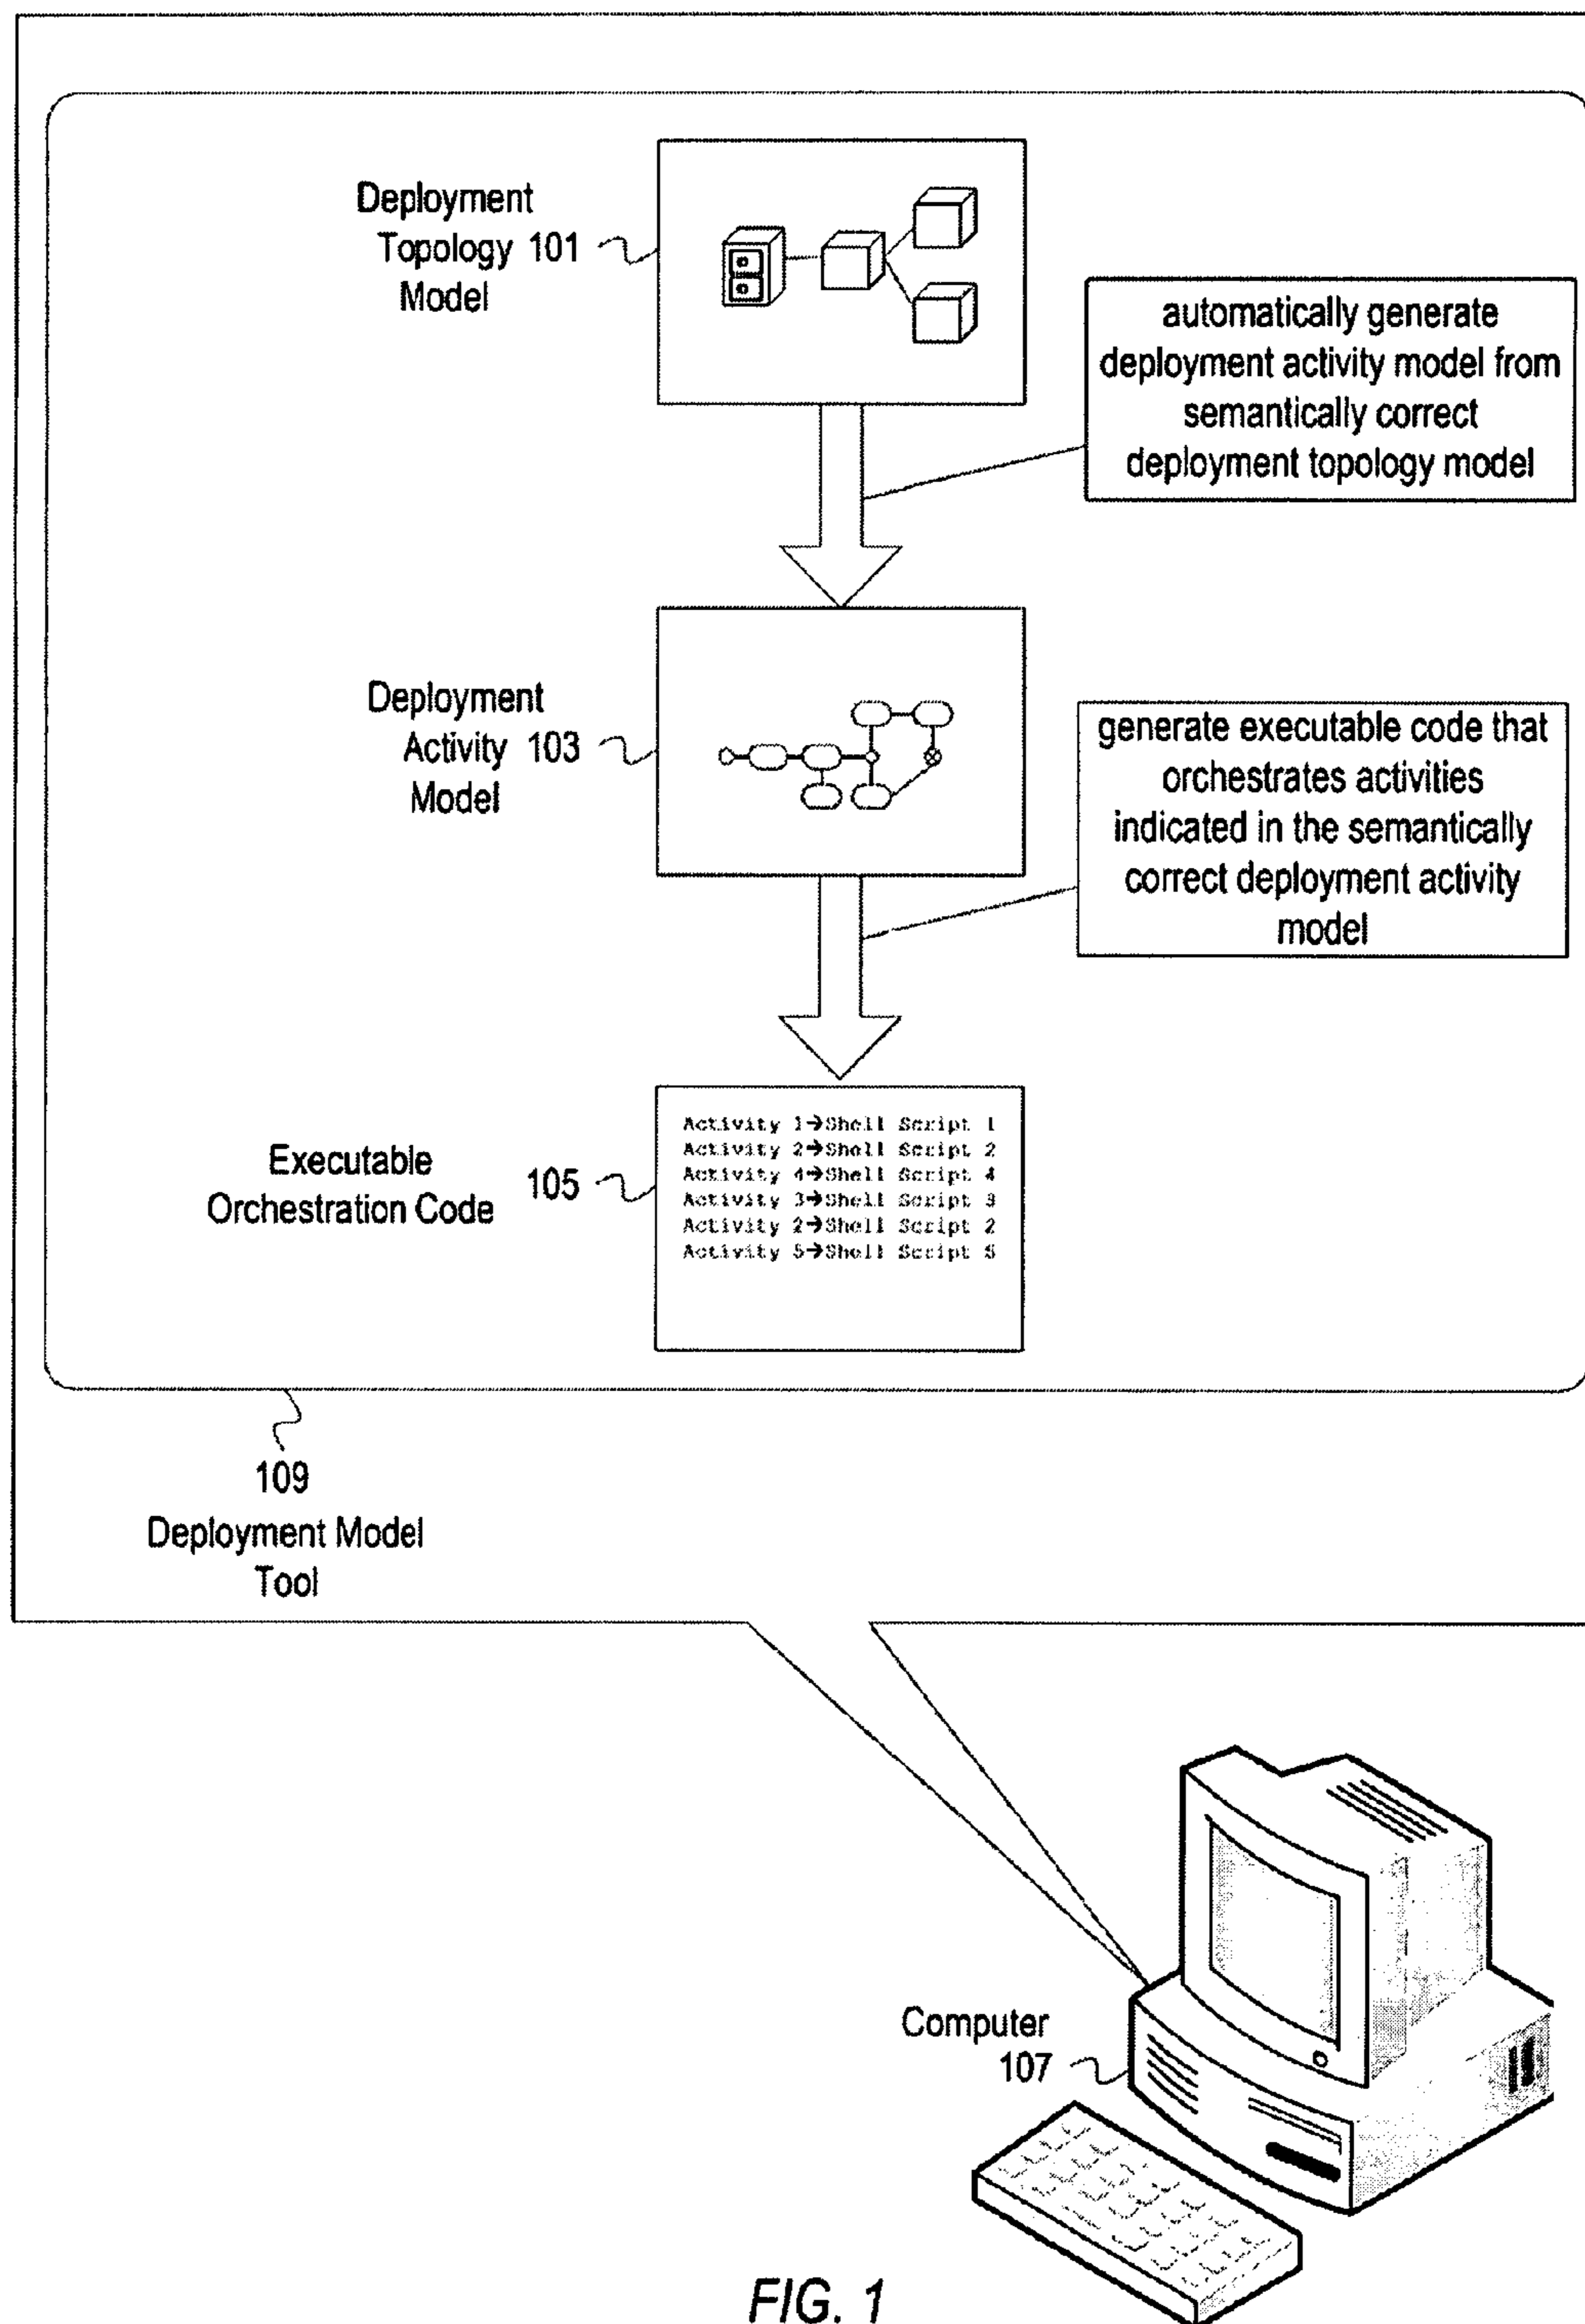 Deployment
Topology 101
Model
automatically generate
deployment activity model from
semantically correct
deployment topology model
Deployment
Activity 103
Model
generate executable code that
orchestrates activities
indicated in the semantically
correct deployment activity
model
Executable
Orchestration Code 105
Activity 1→Shell Script 1
Activity 2→Shell Script 2
Activity 4→Shell Script 4
Activity 3→Shell Script 3
Activity 2→Shell Script 2
Activity 5→Shell Script 5
109
Deployment Model
Tool
Computer
107
FIG. 1